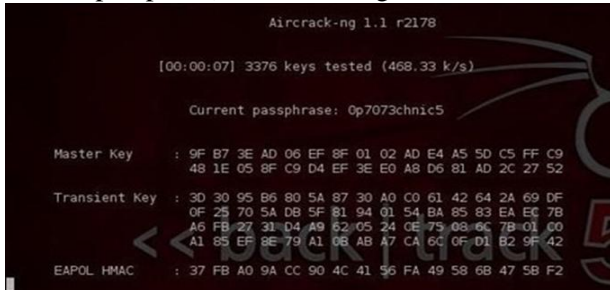 Aircrack-ng 1.1 r2178
[00:00:07] 3376 keys tested (468.33 k/s)
Current passphrase: 0p7073chnic5
Master Key : 9F B7 3E AD 06 EF 8F 01 02 AD E4 A5 5D C5 FF C9
48 1E 05 8F C9 D4 EF 3E E0 A8 D6 81 AD 2C 27 52
Transient Key : 3D 30 95 B6 80 5A 87 30 A0 C0 61 42 64 2A 69 DF
0F 25 70 5A DB 5F 81 94 01 54 BA 85 83 EA EC 7B
A6 FB 27 31 D4 A9 62 05 24 CE 75 08 7B 01 C0
A1 85 EF 8E 79 A1 0B AB A7 CA 6C 0F D1 B2 9F 42
EAPOL HMAC : 37 FB A0 9A CC 90 4C 41 56 FA 49 58 6B 47 5B F2
<< back | track 5